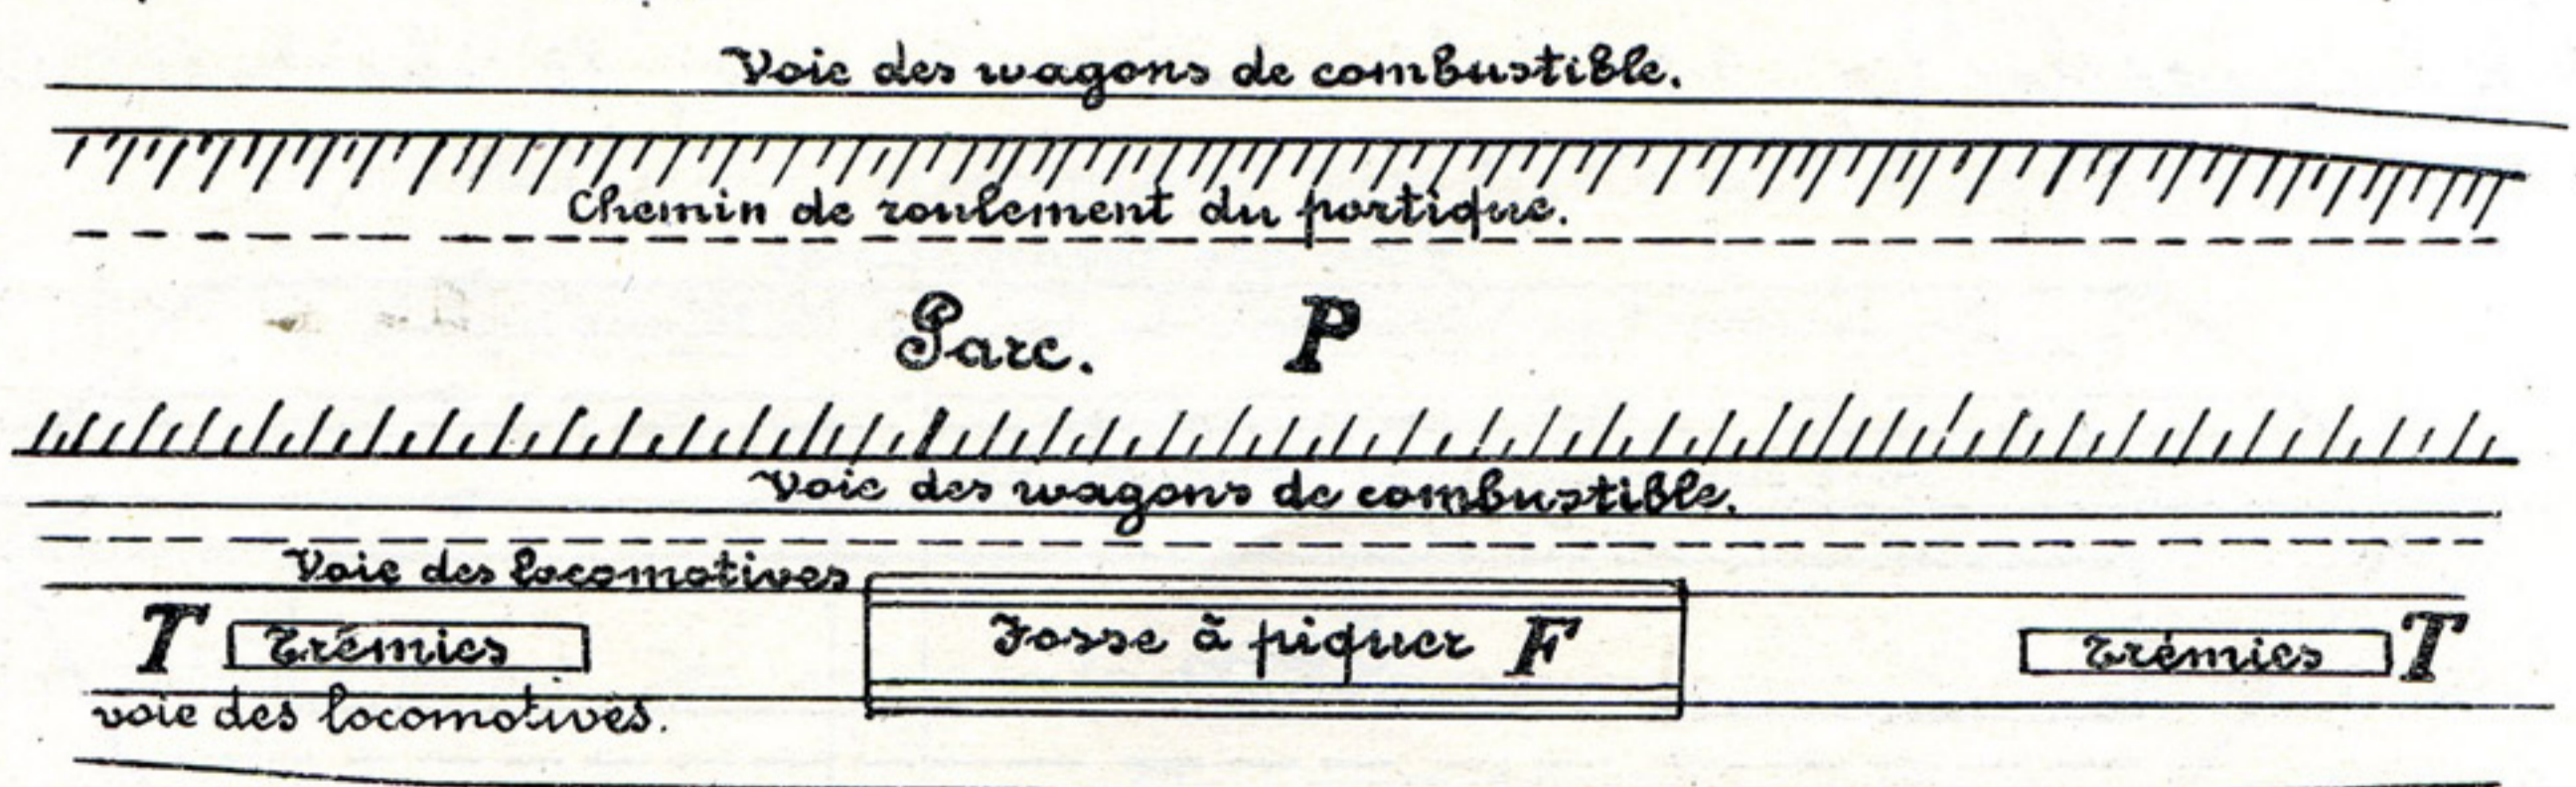 Voie des wagons de combustible.
Chemin de roulement du portique.
Parc. P
Voie des wagons de combustible.
Voie des locomotives
T Trémies Fosse à piquer F Trémies T
voie des locomotives.